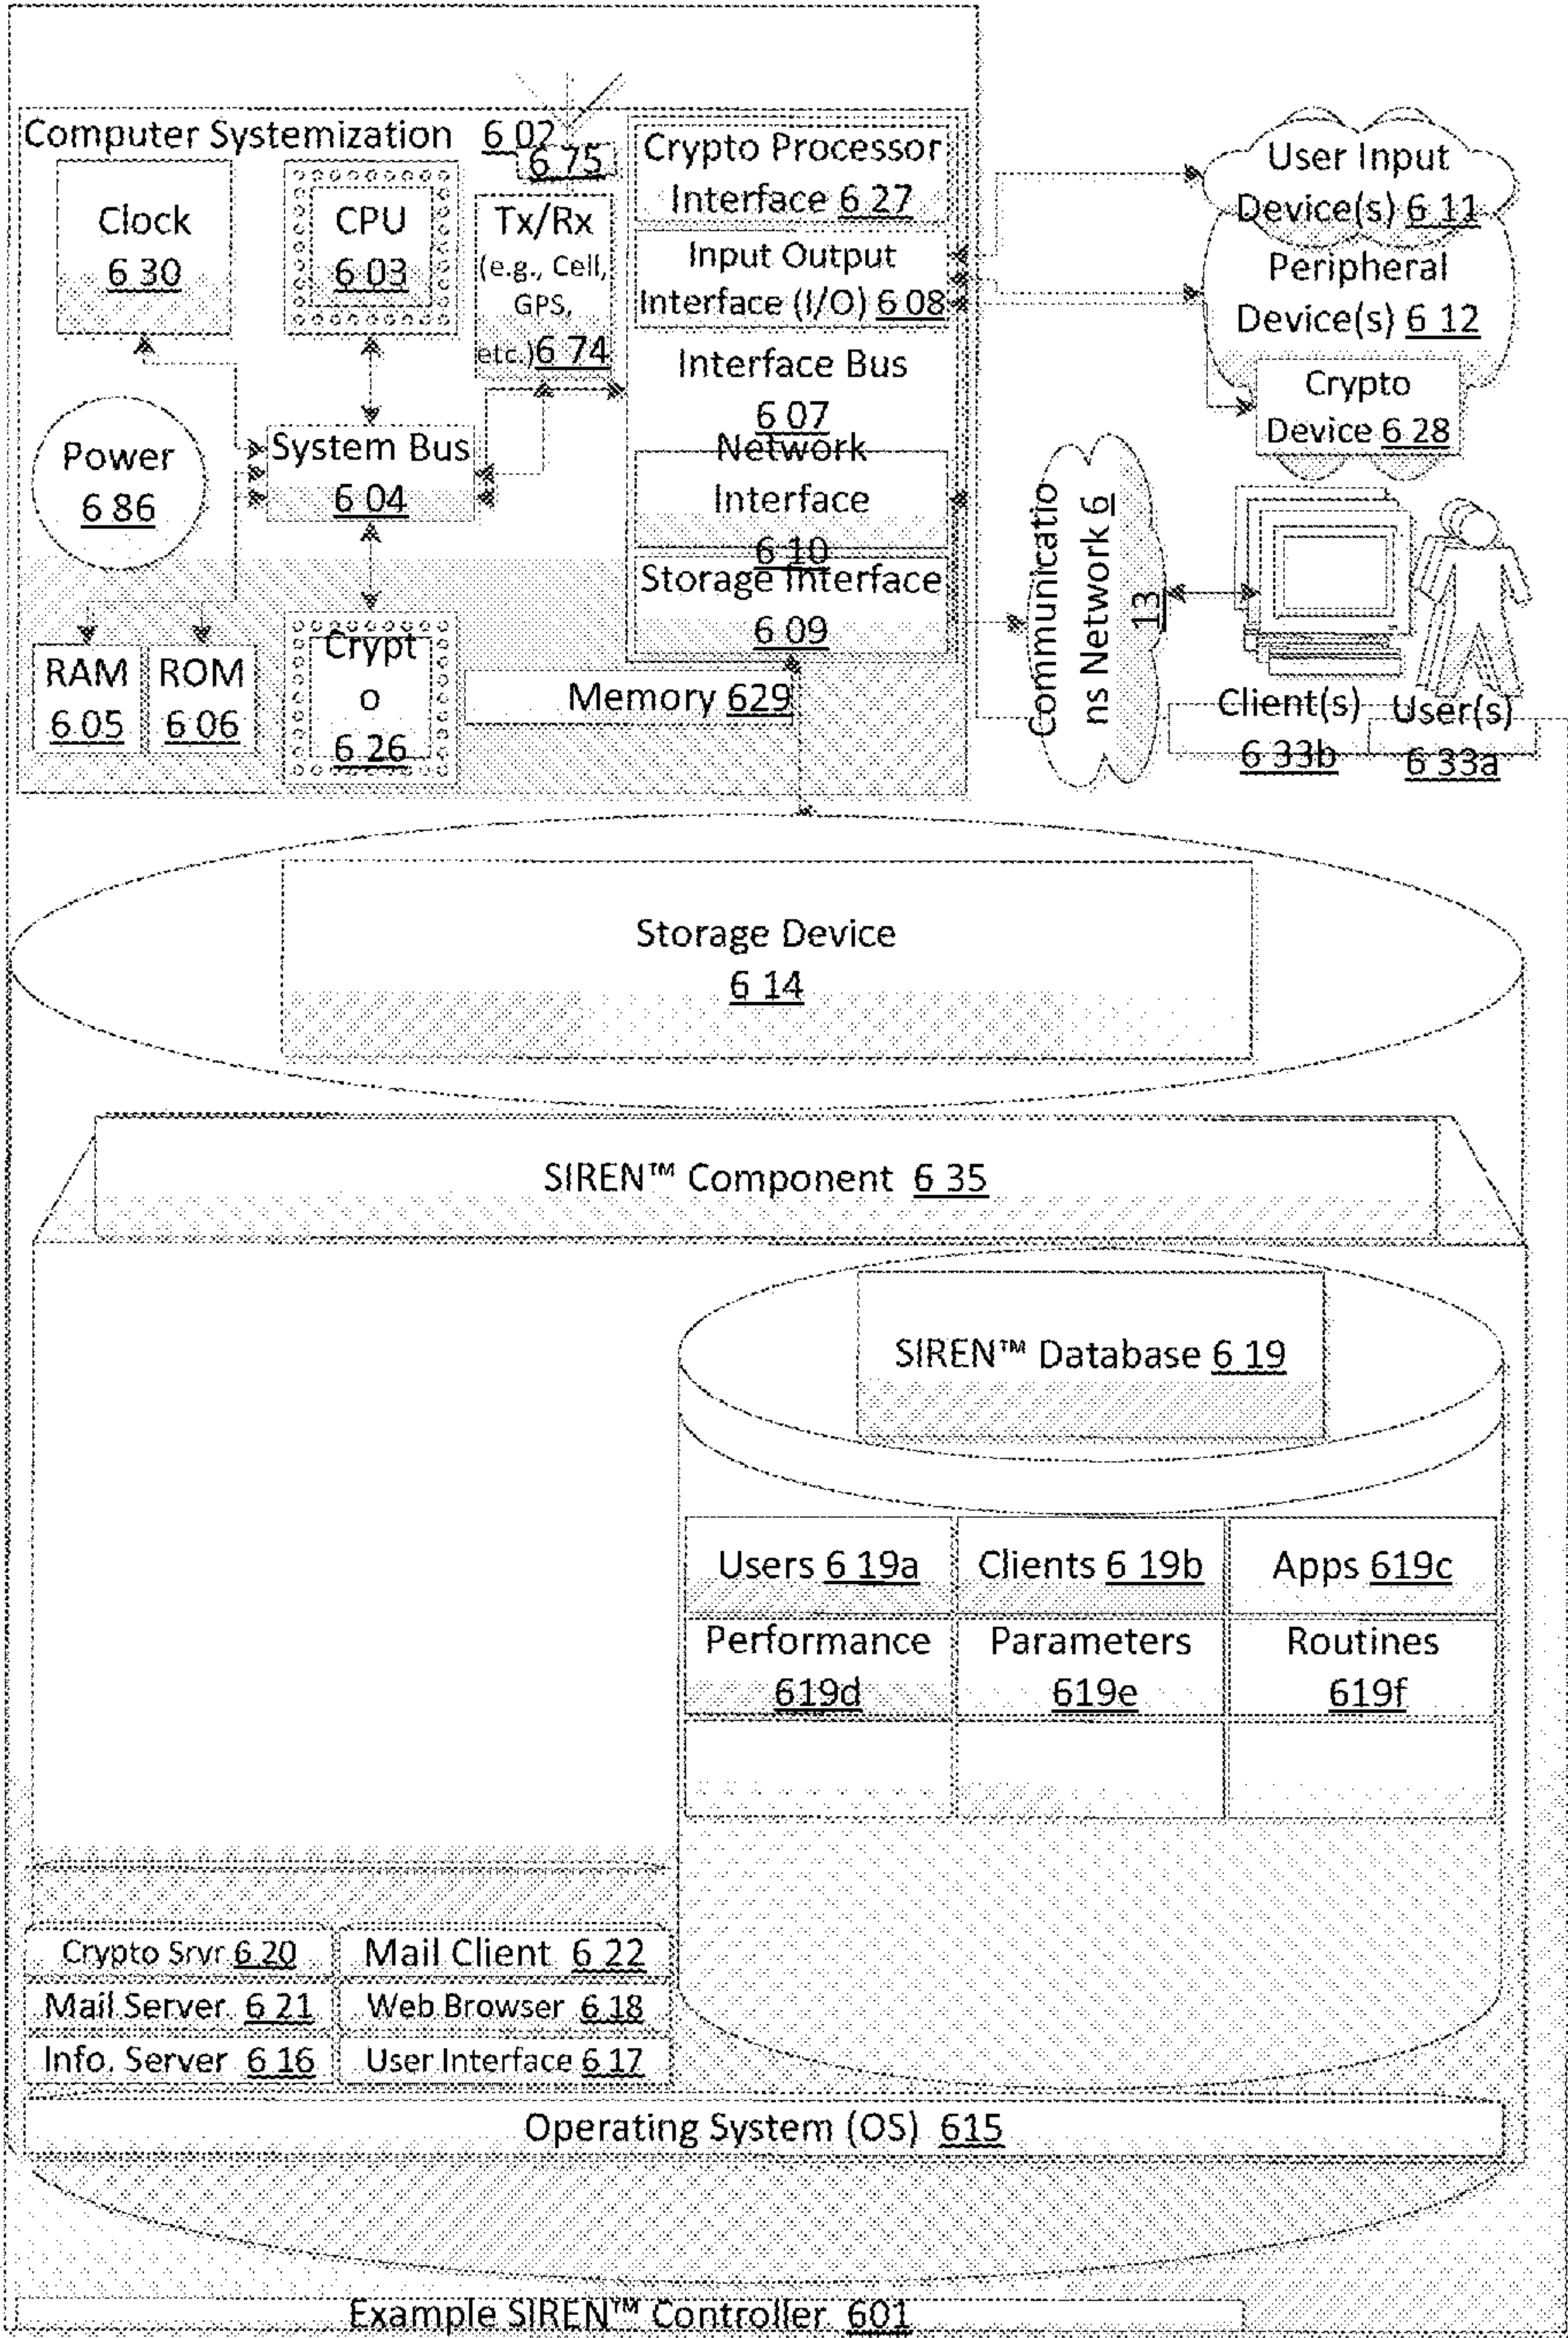 Computer Systemization 6 02
6 75
Clock
6 30
CPU
6 03
Tx/Rx
(e.g., Cell,
GPS,
etc.) 6 74
Crypto Processor
Interface 6 27
Input Output
Interface (I/O) 6 08
Interface Bus
6 07
Network
Interface
6 10
Storage Interface
6 09
Power
6 86
System Bus
6 04
RAM
6 05
ROM
6 06
Crypt
o
6 26
Memory 629
User Input
Device(s) 6 11
Peripheral
Device(s) 6 12
Crypto
Device 6 28
Communicatio
ns Network 6
13
Client(s)
6 33b
User(s)
6 33a
Storage Device
6 14
SIREN™ Component 6 35
SIREN™ Database 6 19
Users 6 19a
Clients 6 19b
Apps 619c
Performance
619d
Parameters
619e
Routines
619f
Crypto Srvr 6 20
Mail Client 6 22
Mail Server 6 21
Web Browser 6 18
Info. Server 6 16
User Interface 6 17
Operating System (OS) 615
Example SIREN™ Controller 601